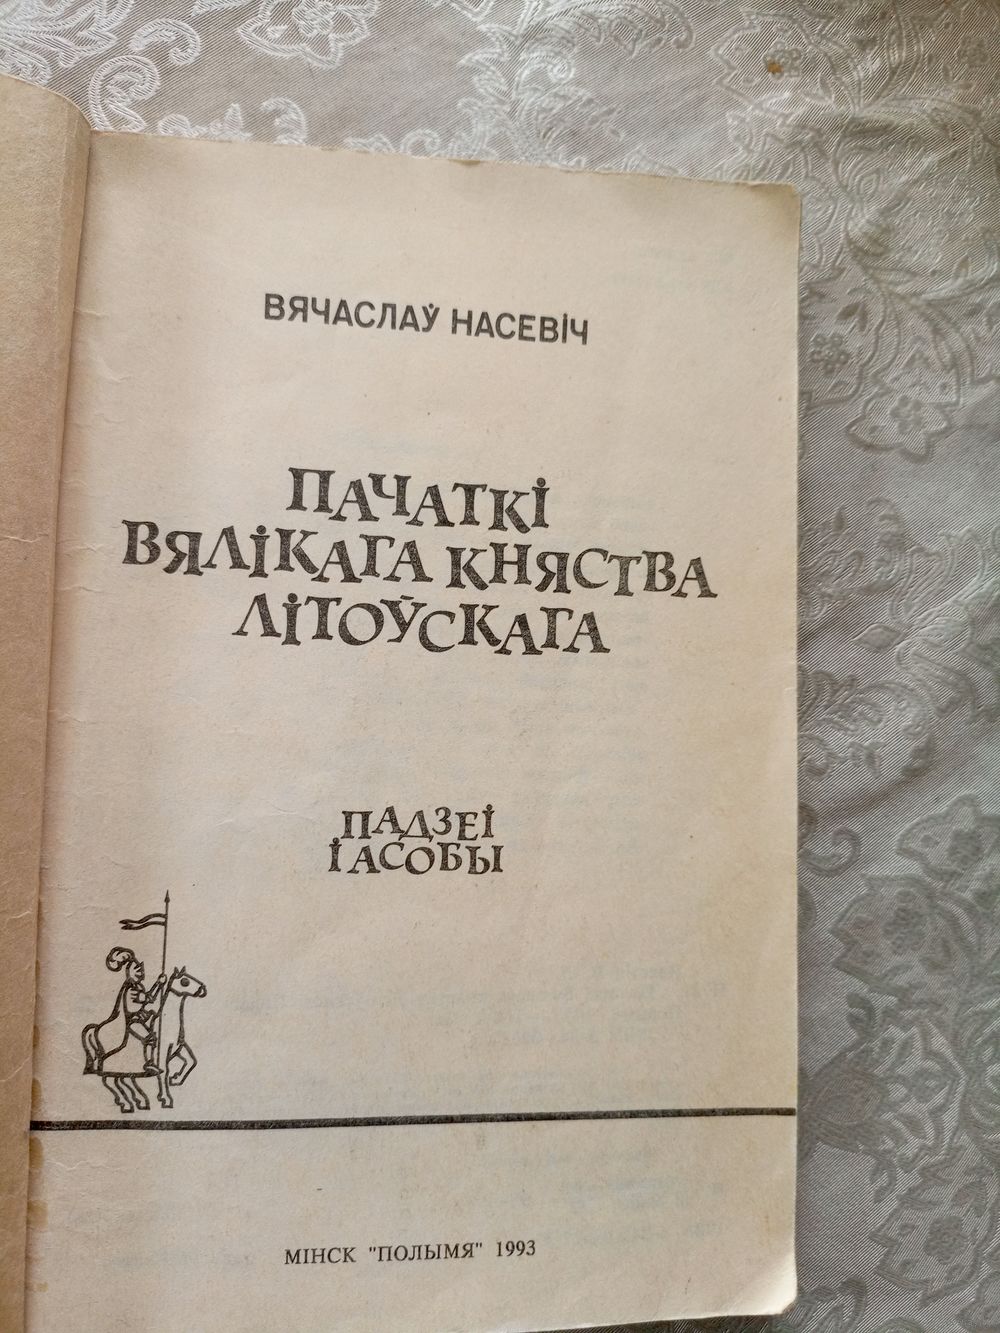 ВЯЧАСЛАЎ НАСЕВІЧ
ПАЧАТКІ
ВЯЛІКАГА КНЯСТВА
ЛІТОЎСКАГА
ПАДЗЕІ
І АСОБЫ
МІНСК "ПОЛЫМЯ" 1993